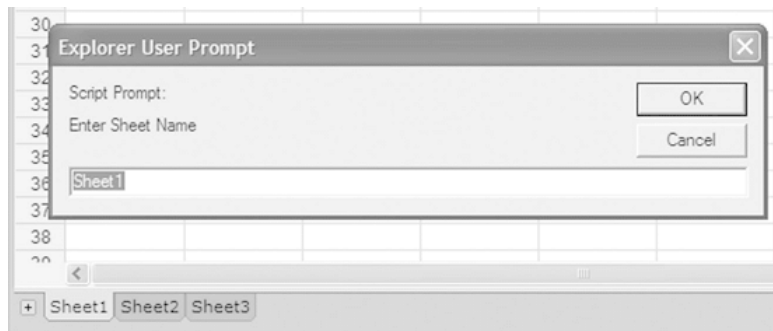 30
31
Explorer User Prompt
32
Script Prompt:
33
OK
34
Enter Sheet Name
Cancel
35
36
Sheet1
37
38
39
+ Sheet1 Sheet2 Sheet3